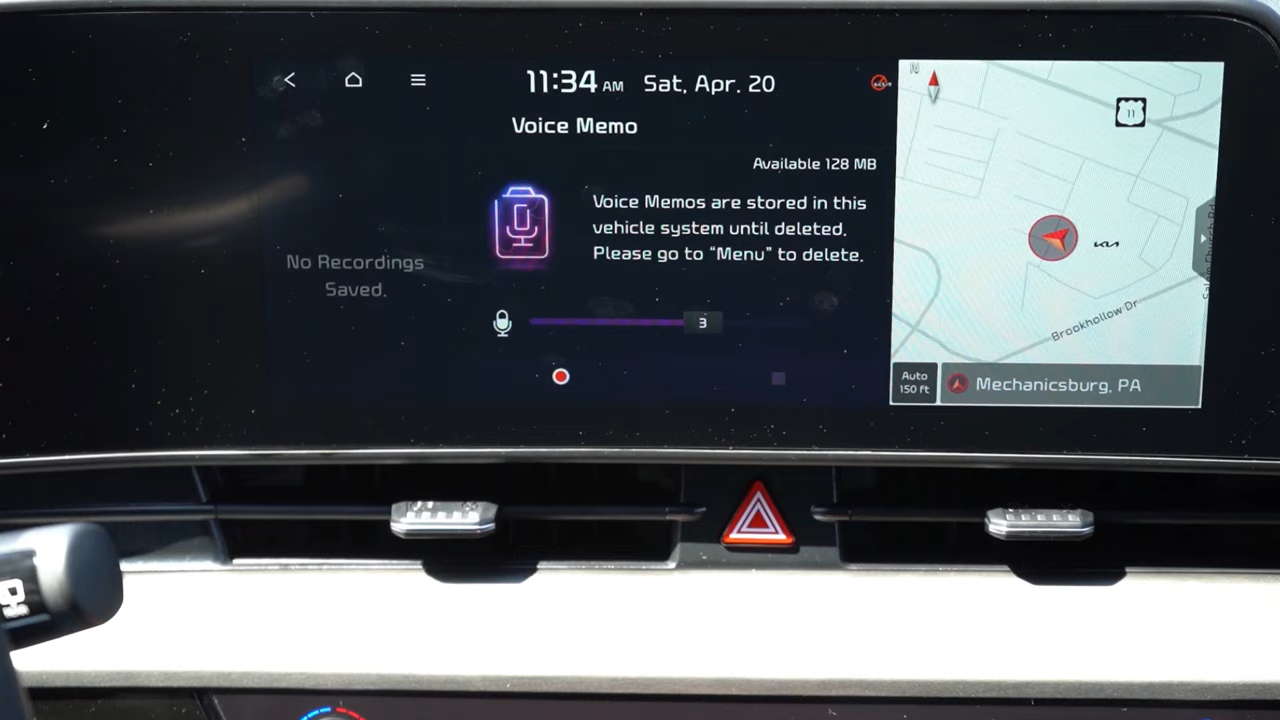 11:34 AM Sat, Apr. 20
Voice Memo
Available 128 MB
Voice Memos are stored in this
vehicle system until deleted.
Please go to “Menu” to delete.
No Recordings
Saved.
3
N
11
KIA
Brookhollow Dr
Auto
150 ft
Mechanicsburg, PA